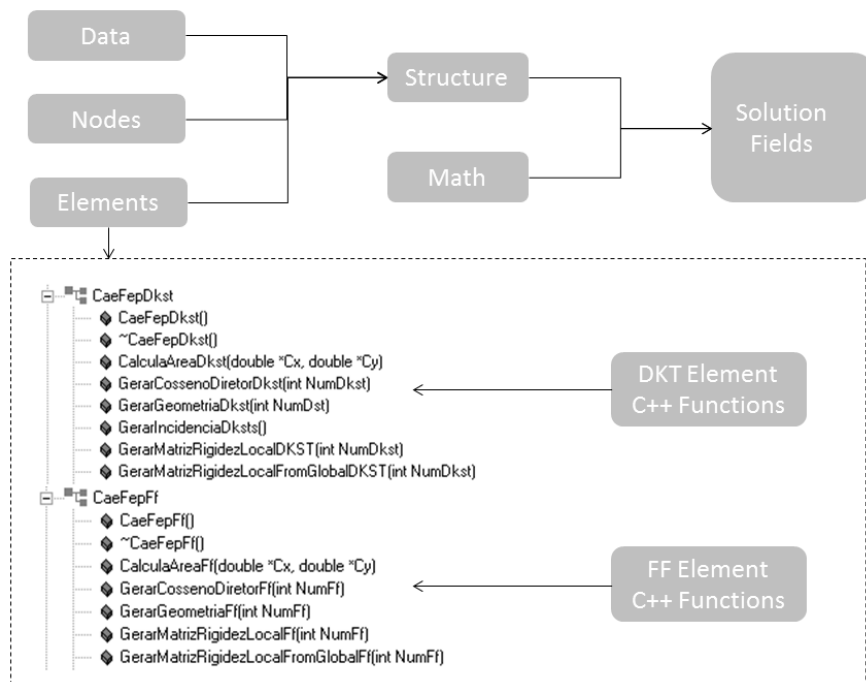 Data
Nodes
Elements
Structure
Math
Solution
Fields
CaeFepDkst
CaeFepDkst()
~CaeFepDkst()
CalculaAreaDkst(double *Cx, double *Cy)
GerarCossenoDiretorDkst(int NumDkst)
GerarGeometriaDkst(int NumDst)
GerarIncidenciaDksts()
GerarMatrizRigidezLocalDKST(int NumDkst)
GerarMatrizRigidezLocalFromGlobalDKST(int NumDkst)
DKT Element
C++ Functions
CaeFepFf
CaeFepFf()
~CaeFepFf()
CalculaAreaFf(double *Cx, double *Cy)
GerarCossenoDiretorFf(int NumFf)
GerarGeometriaFf(int NumFf)
GerarMatrizRigidezLocalFf(int NumFf)
GerarMatrizRigidezLocalFromGlobalFf(int NumFf)
FF Element
C++ Functions